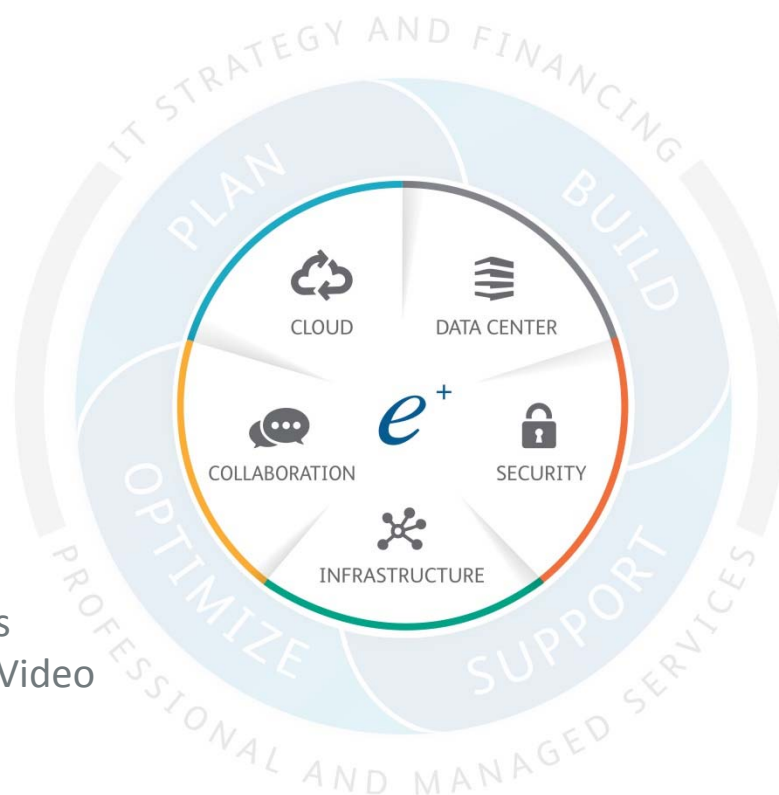 IT STRATEGY AND FINANCING
PLAN
BUILD
CLOUD
DATA CENTER
e+
COLLABORATION
SECURITY
INFRASTRUCTURE
OPTIMIZE
SUPPORT
s
Video
PROFESSIONAL AND MANAGED SERVICES